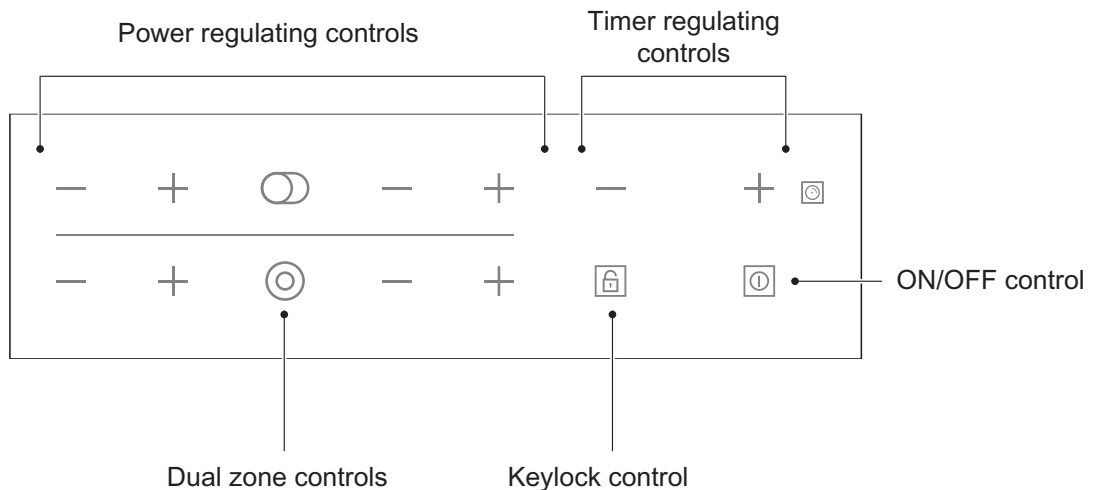 Power regulating controls
Timer regulating
controls
ON/OFF control
Dual zone controls
Keylock control